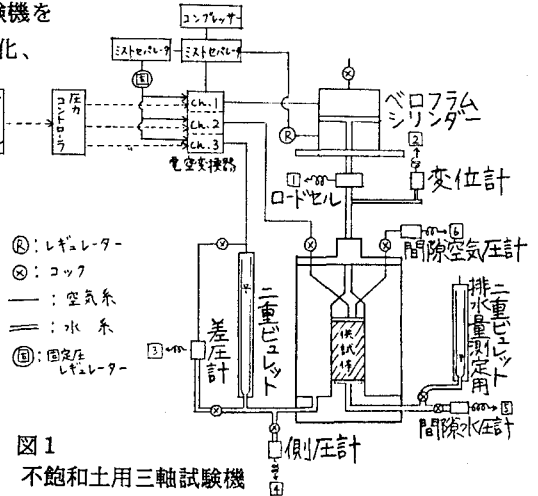 験機を
化、
コンプレッサー
ミストセパレータ
ミストセパレータ
固
圧力コントローラ
ch.1
ch.2
ch.3
電空変換器
R
ベロフラム
シリンダー
1
ロードセル
2
変位計
6
間隙空気圧計
Ⓡ:レギュレーター
⊗:コック
―:空気系
＝:水系
固:固定圧
レギュレーター
3
差圧計
二重ビュレット
供試体
排水量測定用
二重ビュレット
5
間隙水圧計
側圧計
4
図1
不飽和土用三軸試験機